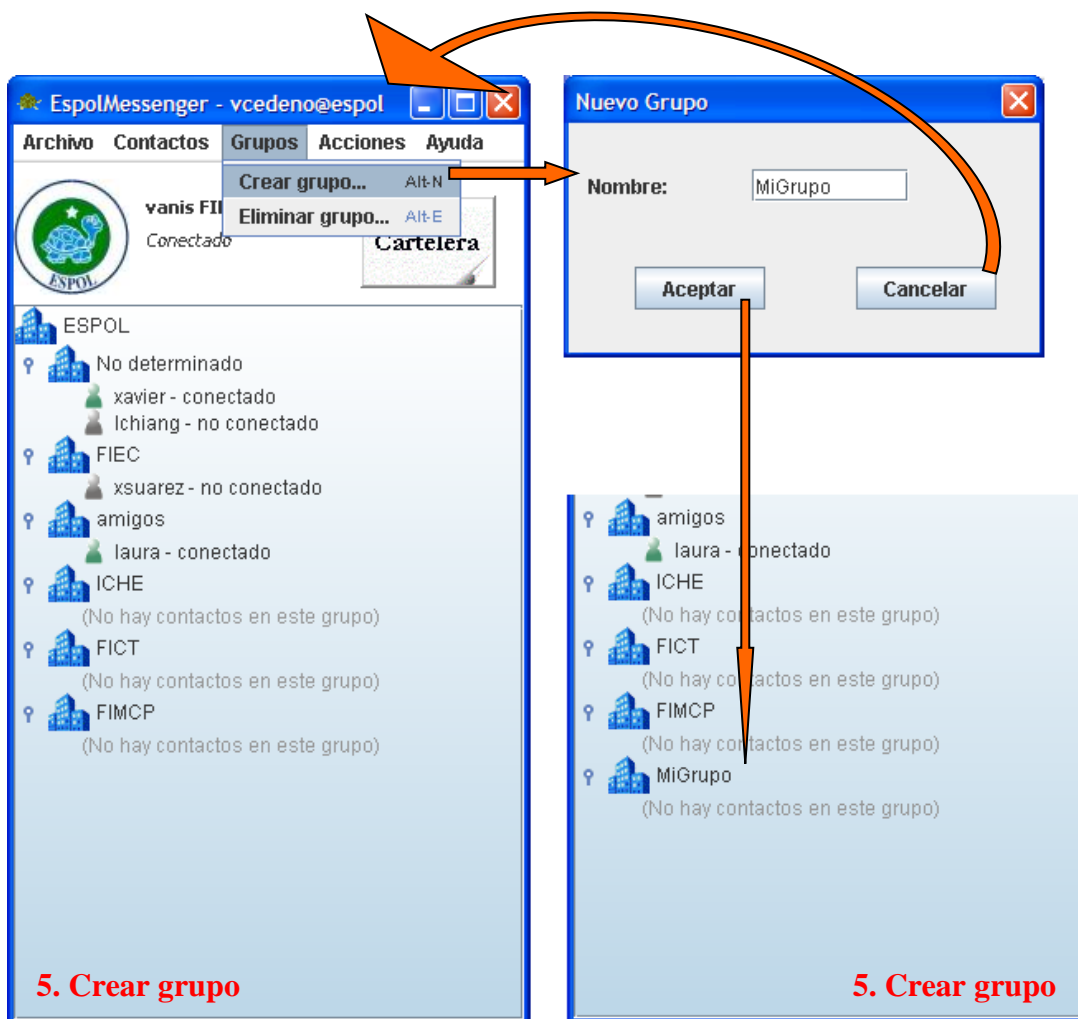 EspolMessenger - vcedeno@espol
Archivo Contactos Grupos Acciones Ayuda
Crear grupo... Alt-N
Eliminar grupo... Alt-E
vanis FI
Conectado
Cartelera
ESPOL
ESPOL
No determinado
xavier - conectado
lchiang - no conectado
FIEC
xsuarez - no conectado
amigos
laura - conectado
ICHE
(No hay contactos en este grupo)
FICT
(No hay contactos en este grupo)
FIMCP
(No hay contactos en este grupo)
5. Crear grupo
Nuevo Grupo
Nombre: MiGrupo
Aceptar Cancelar
amigos
laura - conectado
ICHE
(No hay contactos en este grupo)
FICT
(No hay contactos en este grupo)
FIMCP
(No hay contactos en este grupo)
MiGrupo
(No hay contactos en este grupo)
5. Crear grupo